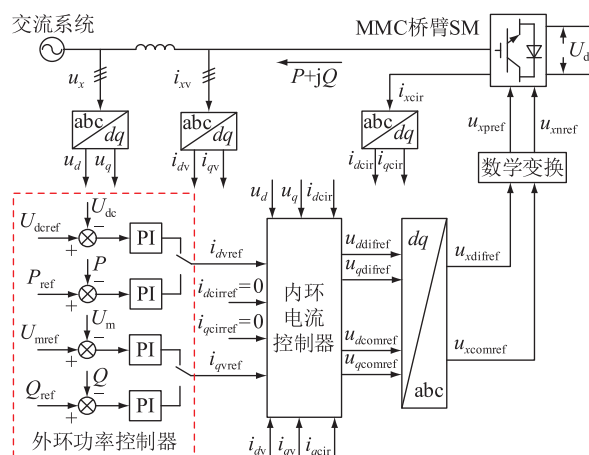 交流系统
MMC桥臂SM
U_d
P+jQ
u_x
i_xv
i_xcir
abc
dq
abc
dq
abc
dq
u_xpref
u_xnref
u_d
u_q
i_dv
i_qv
i_dcir
i_qcir
数学变换
U_dc
U_dcref
+
−
PI
P
P_ref
+
−
PI
U_m
U_mref
+
−
PI
Q
Q_ref
+
−
PI
外环功率控制器
i_dvref
i_dcirref=0
i_qcirref=0
i_qvref
u_d
u_q
i_dcir
内环
电流
控制器
i_dv
i_qv
i_qcir
u_ddifref
u_qdifref
u_dcomref
u_qcomref
dq
abc
u_xdifref
u_xcomref